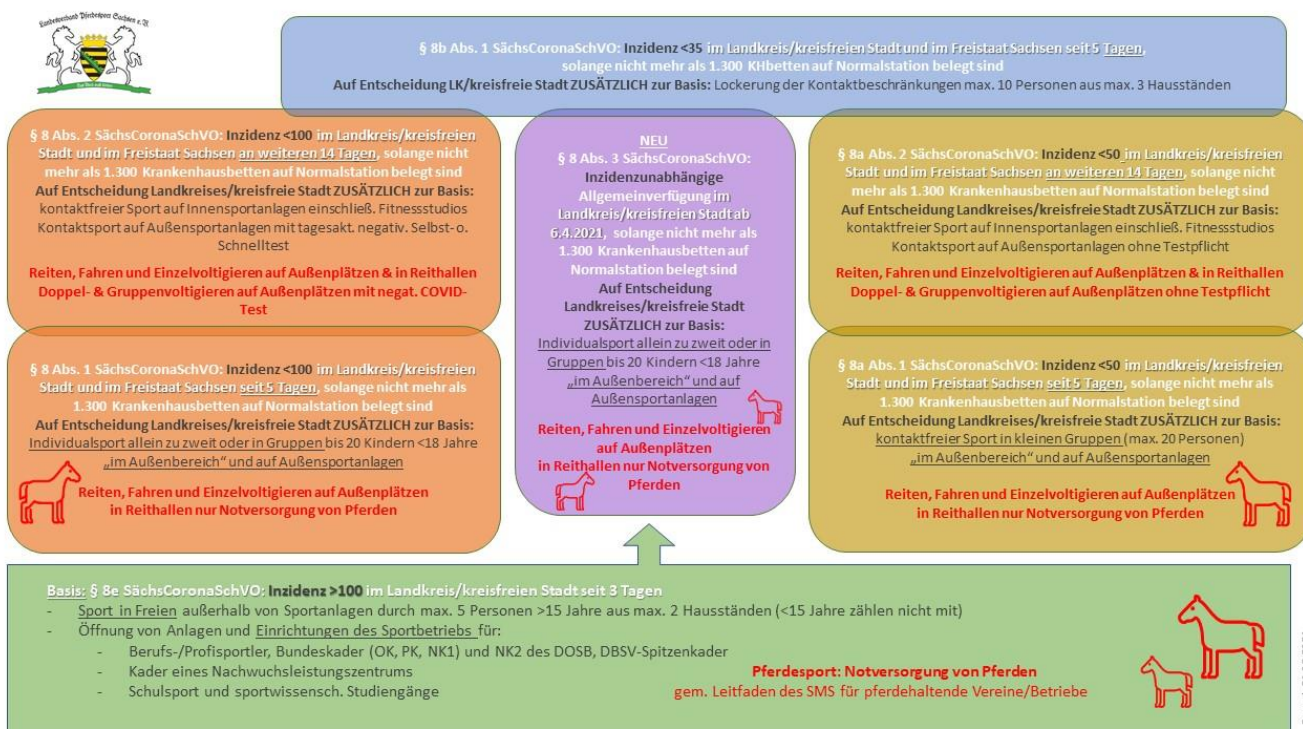 Landesverband Pferdesport Sachsen e. V.
§ 8b Abs. 1 SächsCoronaSchVO: Inzidenz <35 im Landkreis/kreisfreien Stadt und im Freistaat Sachsen seit 5 Tagen,
solange nicht mehr als 1.300 KHbetten auf Normalstation belegt sind
Auf Entscheidung LK/kreisfreie Stadt ZUSÄTZLICH zur Basis: Lockerung der Kontaktbeschränkungen max. 10 Personen aus max. 3 Hausständen
§ 8 Abs. 2 SächsCoronaSchVO: Inzidenz <100 im Landkreis/kreisfreien
Stadt und im Freistaat Sachsen an weiteren 14 Tagen, solange nicht
mehr als 1.300 Krankenhausbetten auf Normalstation belegt sind
Auf Entscheidung Landkreises/kreisfreie Stadt ZUSÄTZLICH zur Basis:
kontaktfreier Sport auf Innensportanlagen einschließ. Fitnessstudios
Kontaktsport auf Außensportanlagen mit tagesakt. negativ. Selbst- o.
Schnelltest
Reiten, Fahren und Einzelvoltigieren auf Außenplätzen & in Reithallen
Doppel- & Gruppenvoltigieren auf Außenplätzen mit negat. COVID-
Test
§ 8 Abs. 1 SächsCoronaSchVO: Inzidenz <100 im Landkreis/kreisfreien
Stadt und im Freistaat Sachsen seit 5 Tagen, solange nicht mehr als
1.300 Krankenhausbetten auf Normalstation belegt sind
Auf Entscheidung Landkreises/kreisfreie Stadt ZUSÄTZLICH zur Basis:
Individualsport allein zu zweit oder in Gruppen bis 20 Kindern <18 Jahre
„im Außenbereich“ und auf Außensportanlagen
Reiten, Fahren und Einzelvoltigieren auf Außenplätzen
in Reithallen nur Notversorgung von Pferden
NEU
§ 8 Abs. 3 SächsCoronaSchVO:
Inzidenzunabhängige
Allgemeinverfügung im
Landkreis/kreisfreien Stadt ab
6.4.2021, solange nicht mehr als
1.300 Krankenhausbetten auf
Normalstation belegt sind
Auf Entscheidung
Landkreises/kreisfreie Stadt
ZUSÄTZLICH zur Basis:
Individualsport allein zu zweit oder in
Gruppen bis 20 Kindern <18 Jahre
„im Außenbereich“ und auf
Außensportanlagen
Reiten, Fahren und Einzelvoltigieren
auf Außenplätzen
in Reithallen nur Notversorgung von
Pferden
§ 8a Abs. 2 SächsCoronaSchVO: Inzidenz <50 im Landkreis/kreisfreien
Stadt und im Freistaat Sachsen an weiteren 14 Tagen, solange nicht
mehr als 1.300 Krankenhausbetten auf Normalstation belegt sind
Auf Entscheidung Landkreises/kreisfreie Stadt ZUSÄTZLICH zur Basis:
kontaktfreier Sport auf Innensportanlagen einschließ. Fitnessstudios
Kontaktsport auf Außensportanlagen ohne Testpflicht
Reiten, Fahren und Einzelvoltigieren auf Außenplätzen & in Reithallen
Doppel- & Gruppenvoltigieren auf Außenplätzen ohne Testpflicht
§ 8a Abs. 1 SächsCoronaSchVO: Inzidenz <50 im Landkreis/kreisfreien
Stadt und im Freistaat Sachsen seit 5 Tagen, solange nicht mehr als
1.300 Krankenhausbetten auf Normalstation belegt sind
Auf Entscheidung Landkreises/kreisfreie Stadt ZUSÄTZLICH zur Basis:
kontaktfreier Sport in kleinen Gruppen (max. 20 Personen)
„im Außenbereich“ und auf Außensportanlagen
Reiten, Fahren und Einzelvoltigieren auf Außenplätzen
in Reithallen nur Notversorgung von Pferden
Basis: § 8e SächsCoronaSchVO: Inzidenz >100 im Landkreis/kreisfreien Stadt seit 3 Tagen
- Sport in Freien außerhalb von Sportanlagen durch max. 5 Personen >15 Jahre aus max. 2 Hausständen (<15 Jahre zählen nicht mit)
- Öffnung von Anlagen und Einrichtungen des Sportbetriebs für:
- Berufs-/Profisportler, Bundeskader (OK, PK, NK1) und NK2 des DOSB, DBSV-Spitzenkader
- Kader eines Nachwuchsleistungszentrums
- Schulsport und sportwissensch. Studiengänge
Pferdesport: Notversorgung von Pferden
gem. Leitfaden des SMS für pferdehaltende Vereine/Betriebe